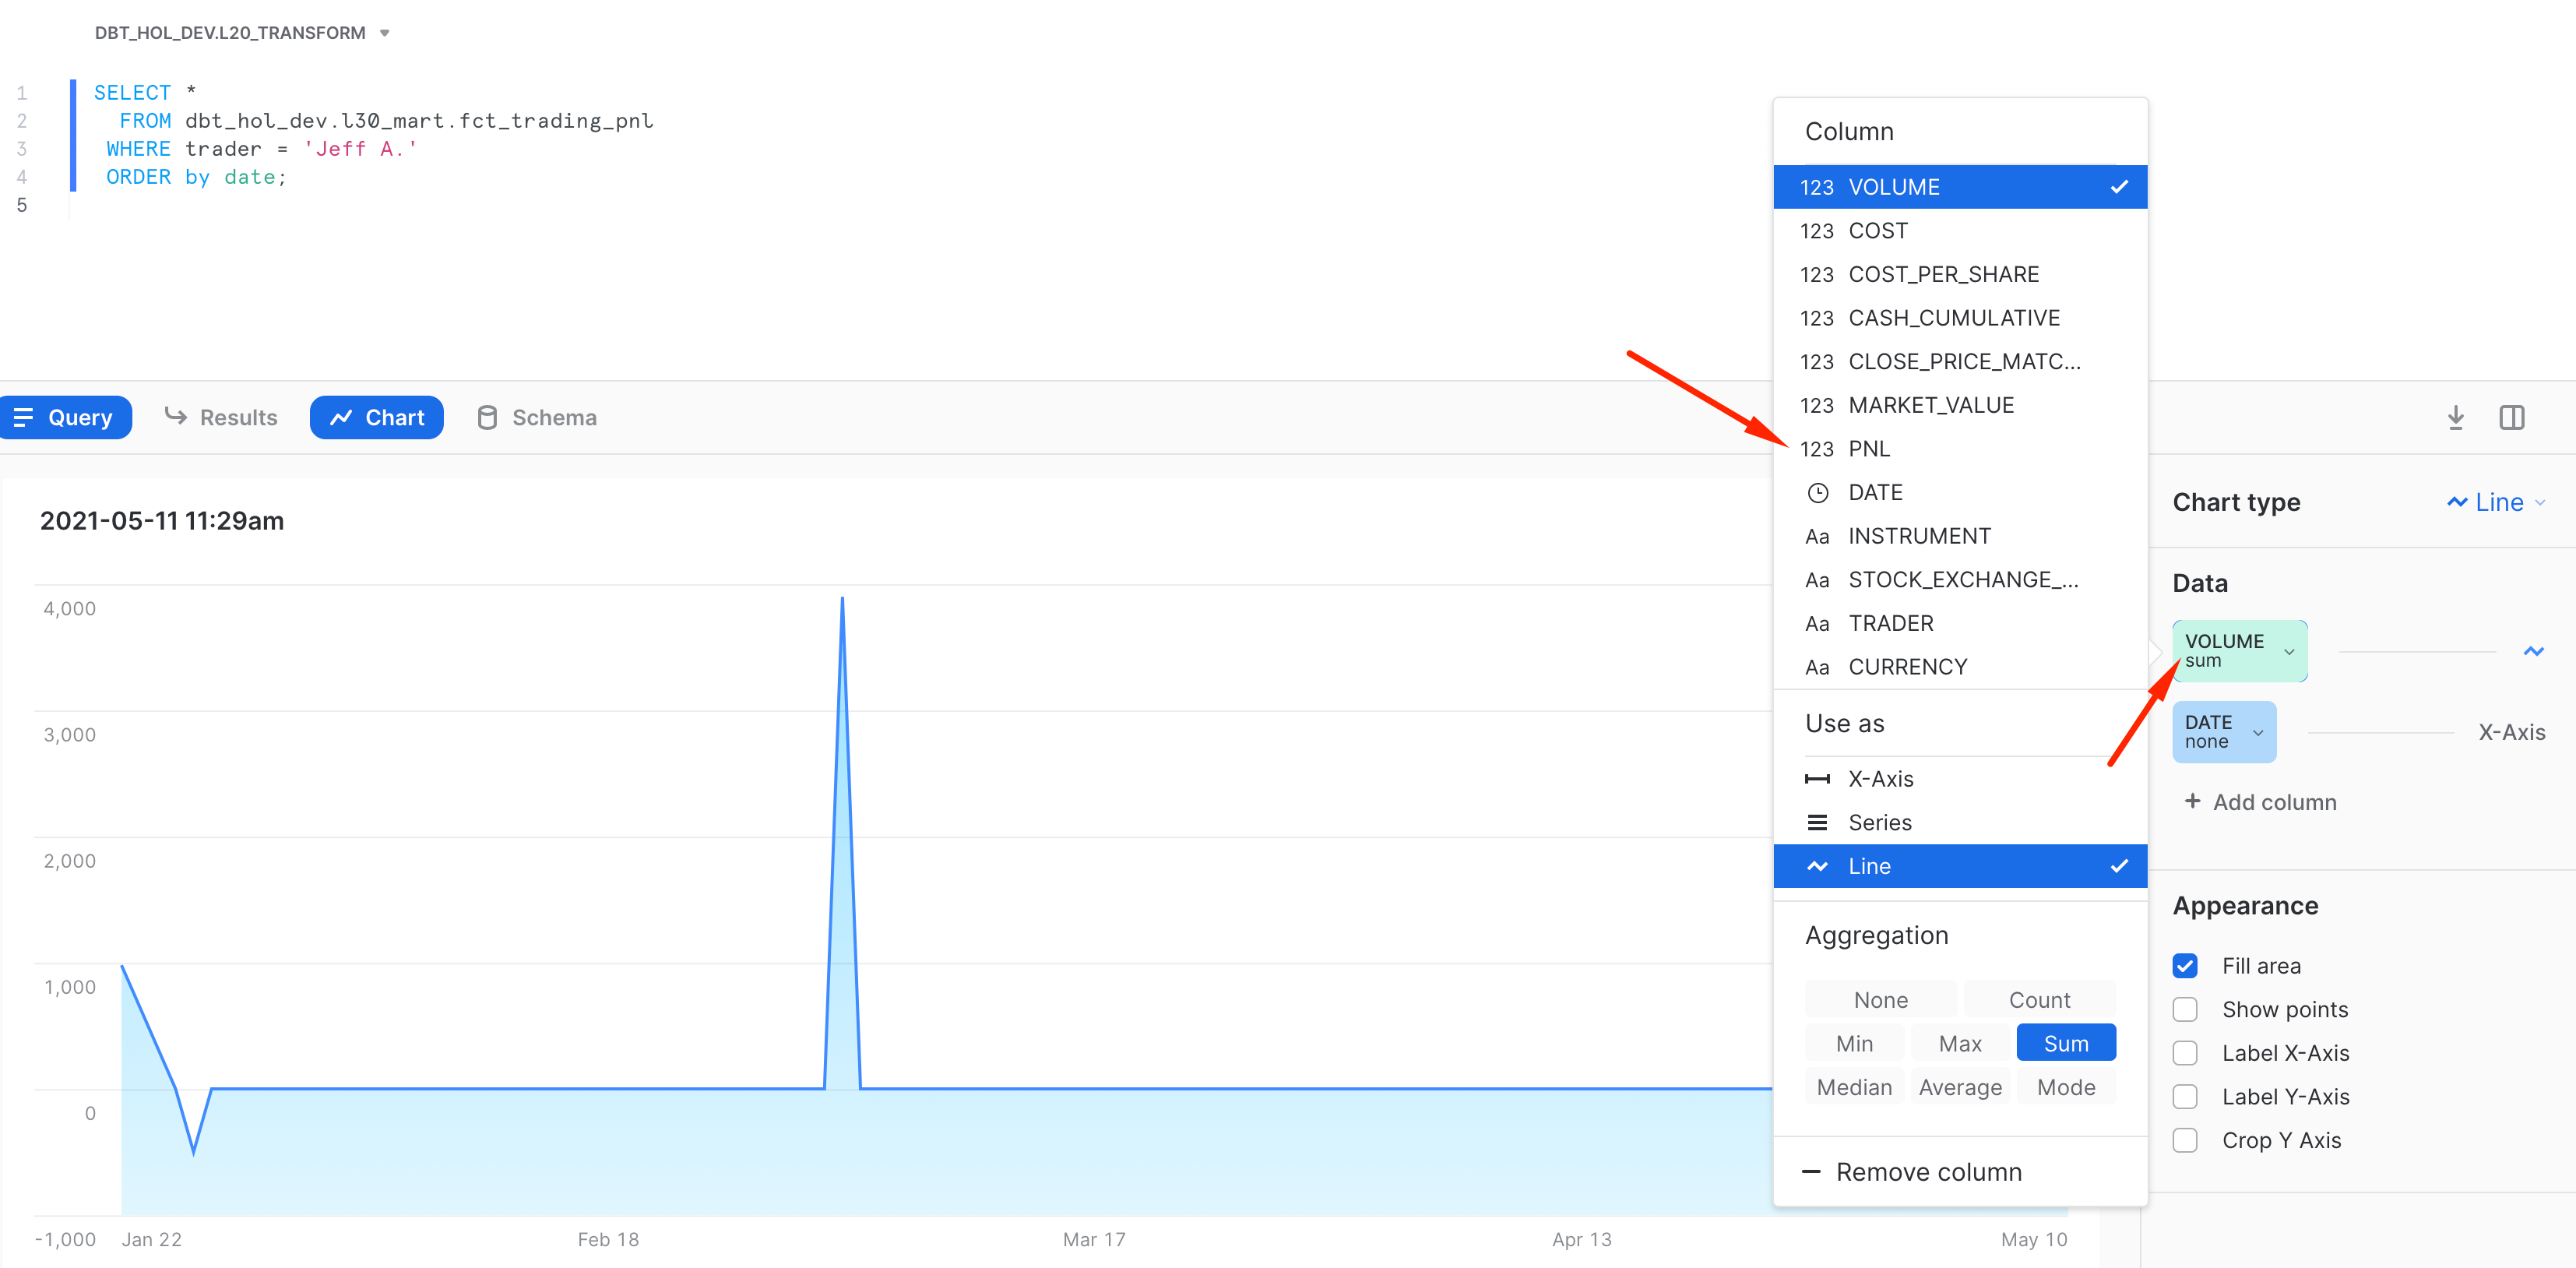 DBT_HOL_DEV.L20_TRANSFORM
1 SELECT *
2 FROM dbt_hol_dev.l30_mart.fct_trading_pnl
3 WHERE trader = 'Jeff A.'
4 ORDER by date;
5
Query Results Chart Schema
2021-05-11 11:29am
4,000
3,000
2,000
1,000
0
-1,000
Jan 22 Feb 18 Mar 17 Apr 13 May 10
Column
123 VOLUME
123 COST
123 COST_PER_SHARE
123 CASH_CUMULATIVE
123 CLOSE_PRICE_MATC...
123 MARKET_VALUE
123 PNL
DATE
Aa INSTRUMENT
Aa STOCK_EXCHANGE_...
Aa TRADER
Aa CURRENCY
Use as
X-Axis
Series
Line
Aggregation
None Count
Min Max Sum
Median Average Mode
Remove column
Chart type Line
Data
VOLUME
sum
DATE
none
X-Axis
+ Add column
Appearance
Fill area
Show points
Label X-Axis
Label Y-Axis
Crop Y Axis